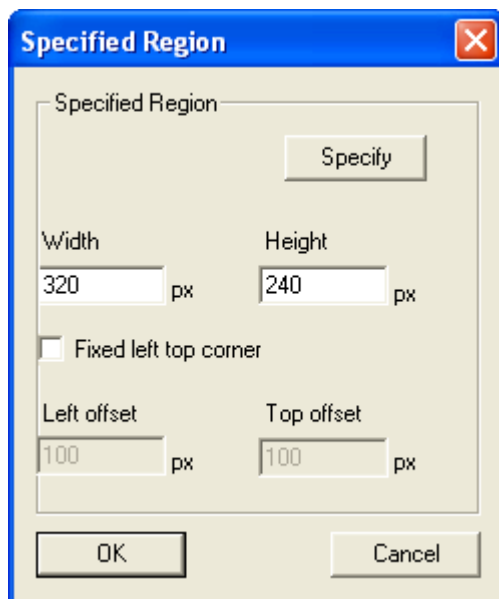 Specified Region
Specified Region
Specify
Width Height
320 px 240 px
Fixed left top corner
Left offset Top offset
100 px 100 px
OK Cancel